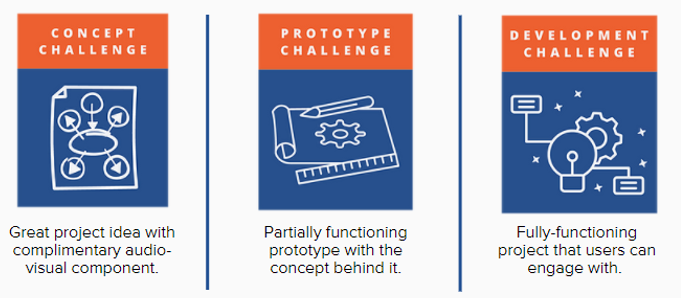 CONCEPT
CHALLENGE
Great project idea with
complimentary audio-
visual component.
PROTOTYPE
CHALLENGE
Partially functioning
prototype with the
concept behind it.
DEVELOPMENT
CHALLENGE
Fully-functioning
project that users can
engage with.